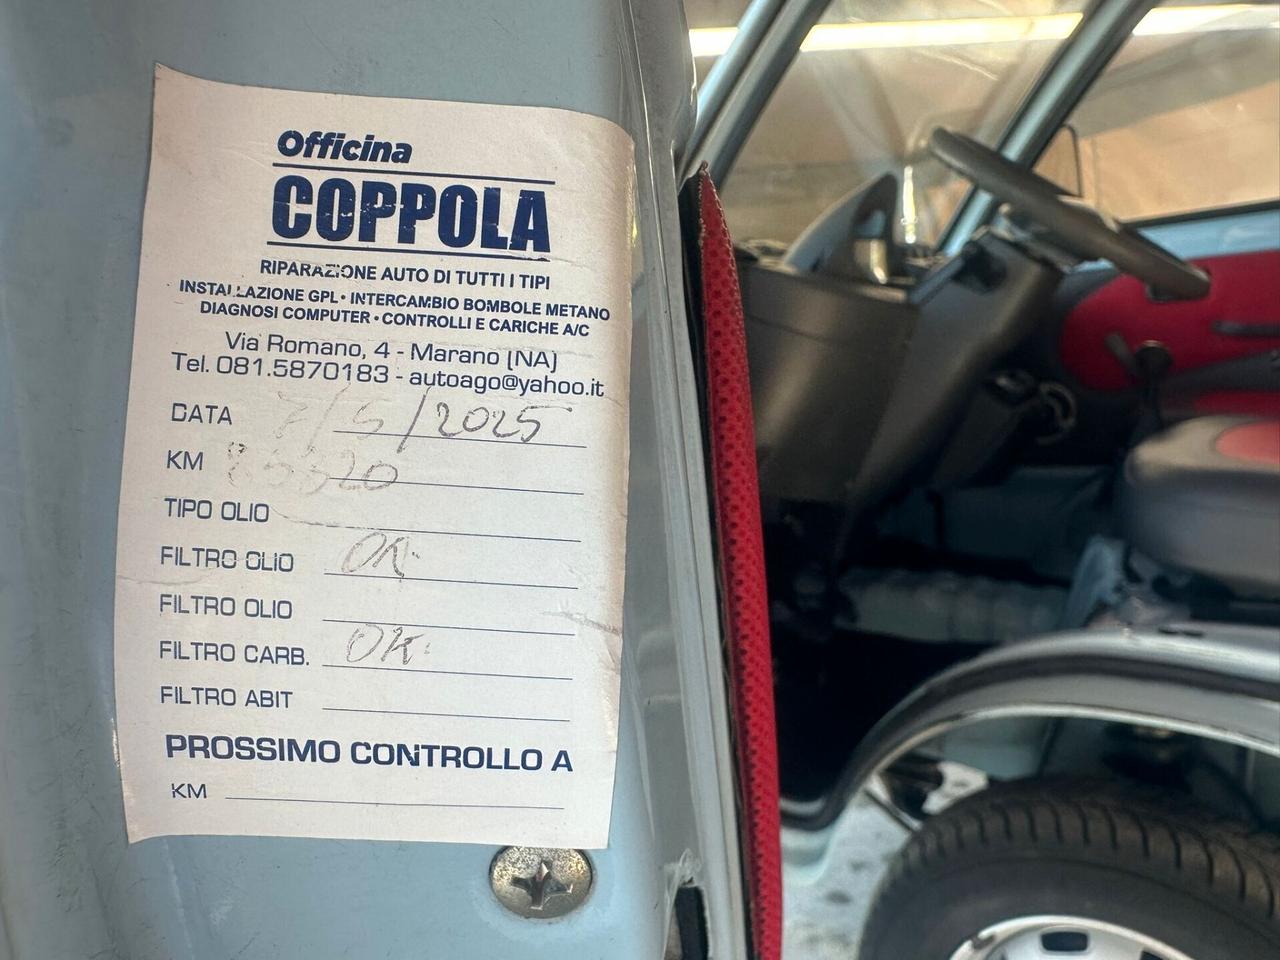 Officina
COPPOLA
RIPARAZIONE AUTO DI TUTTI I TIPI
INSTALLAZIONE GPL • INTERCAMBIO BOMBOLE METANO
DIAGNOSI COMPUTER • CONTROLLI E CARICHE A/C
Via Romano, 4 - Marano (NA)
Tel. 081.5870183 - autoago@yahoo.it
DATA 7/5/2025
KM
TIPO OLIO
FILTRO OLIO OK.
FILTRO OLIO
FILTRO CARB. OK.
FILTRO ABIT
PROSSIMO CONTROLLO A
KM